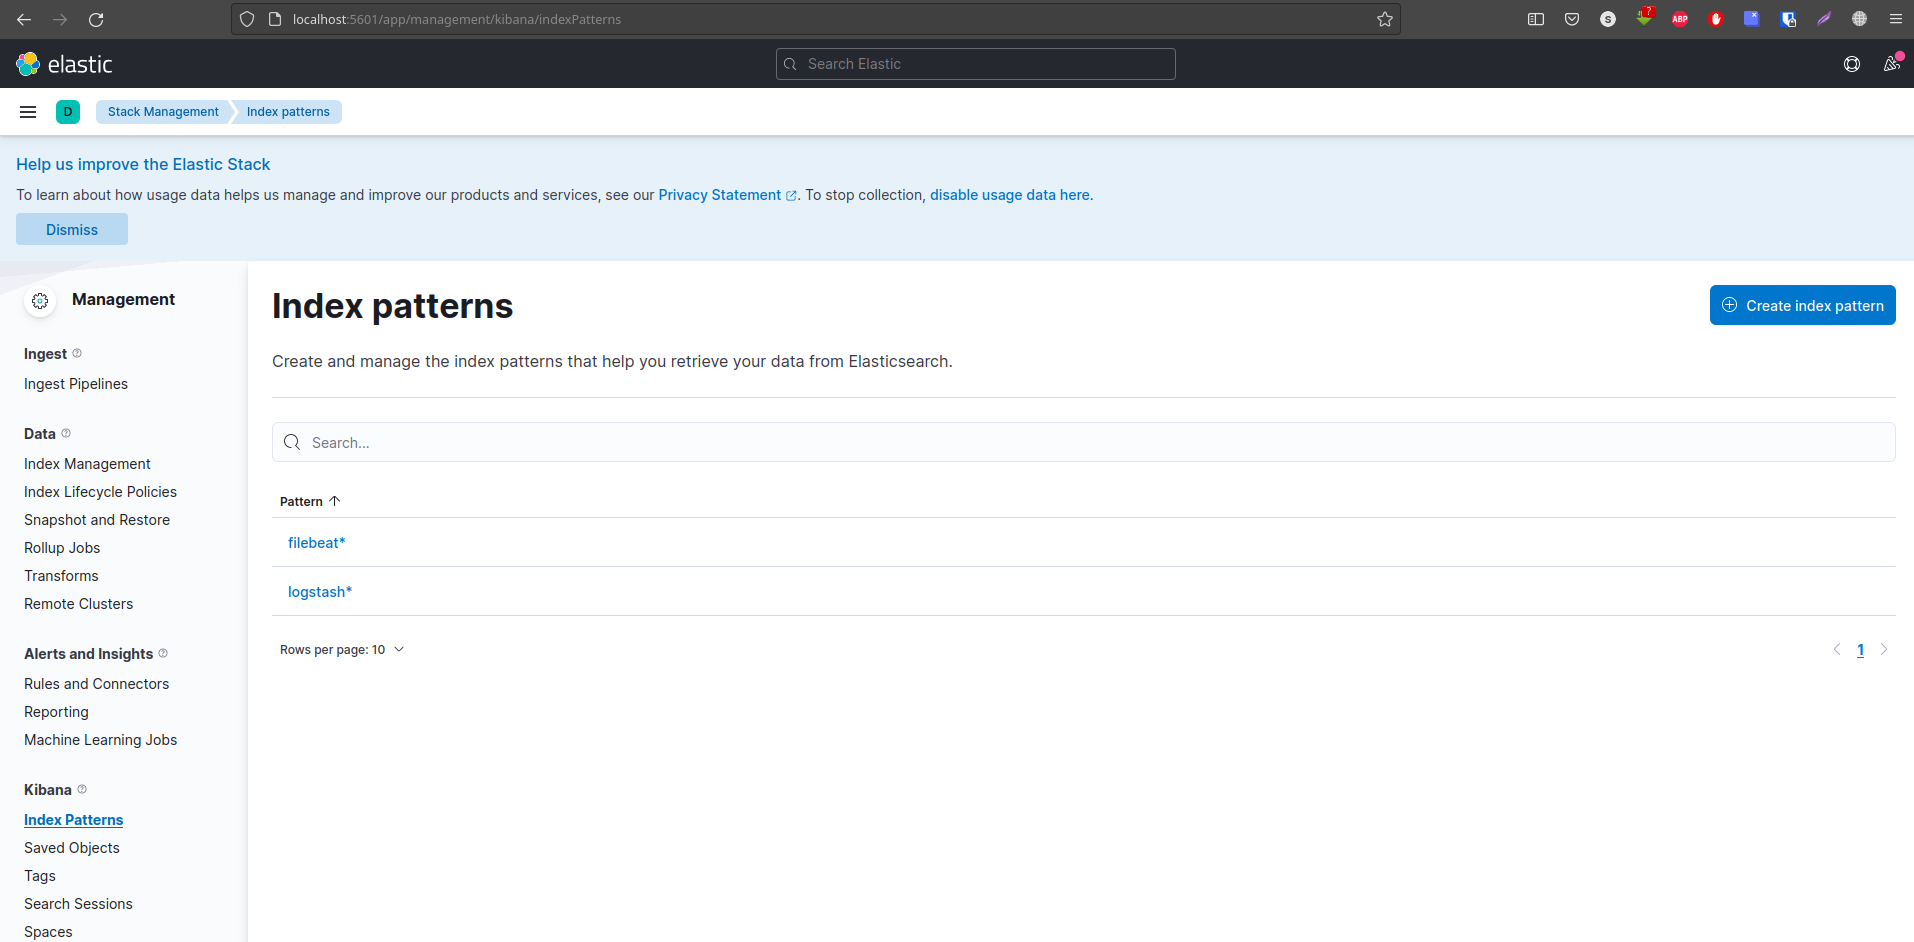 localhost:5601/app/management/kibana/indexPatterns
S
?
ABP
elastic
Search Elastic
D
Stack Management
Index patterns
Help us improve the Elastic Stack
To learn about how usage data helps us manage and improve our products and services, see our Privacy Statement. To stop collection, disable usage data here.
Dismiss
Management
Ingest
Ingest Pipelines
Data
Index Management
Index Lifecycle Policies
Snapshot and Restore
Rollup Jobs
Transforms
Remote Clusters
Alerts and Insights
Rules and Connectors
Reporting
Machine Learning Jobs
Kibana
Index Patterns
Saved Objects
Tags
Search Sessions
Spaces
Index patterns
Create index pattern
Create and manage the index patterns that help you retrieve your data from Elasticsearch.
Search...
Pattern
filebeat*
logstash*
Rows per page: 10
1